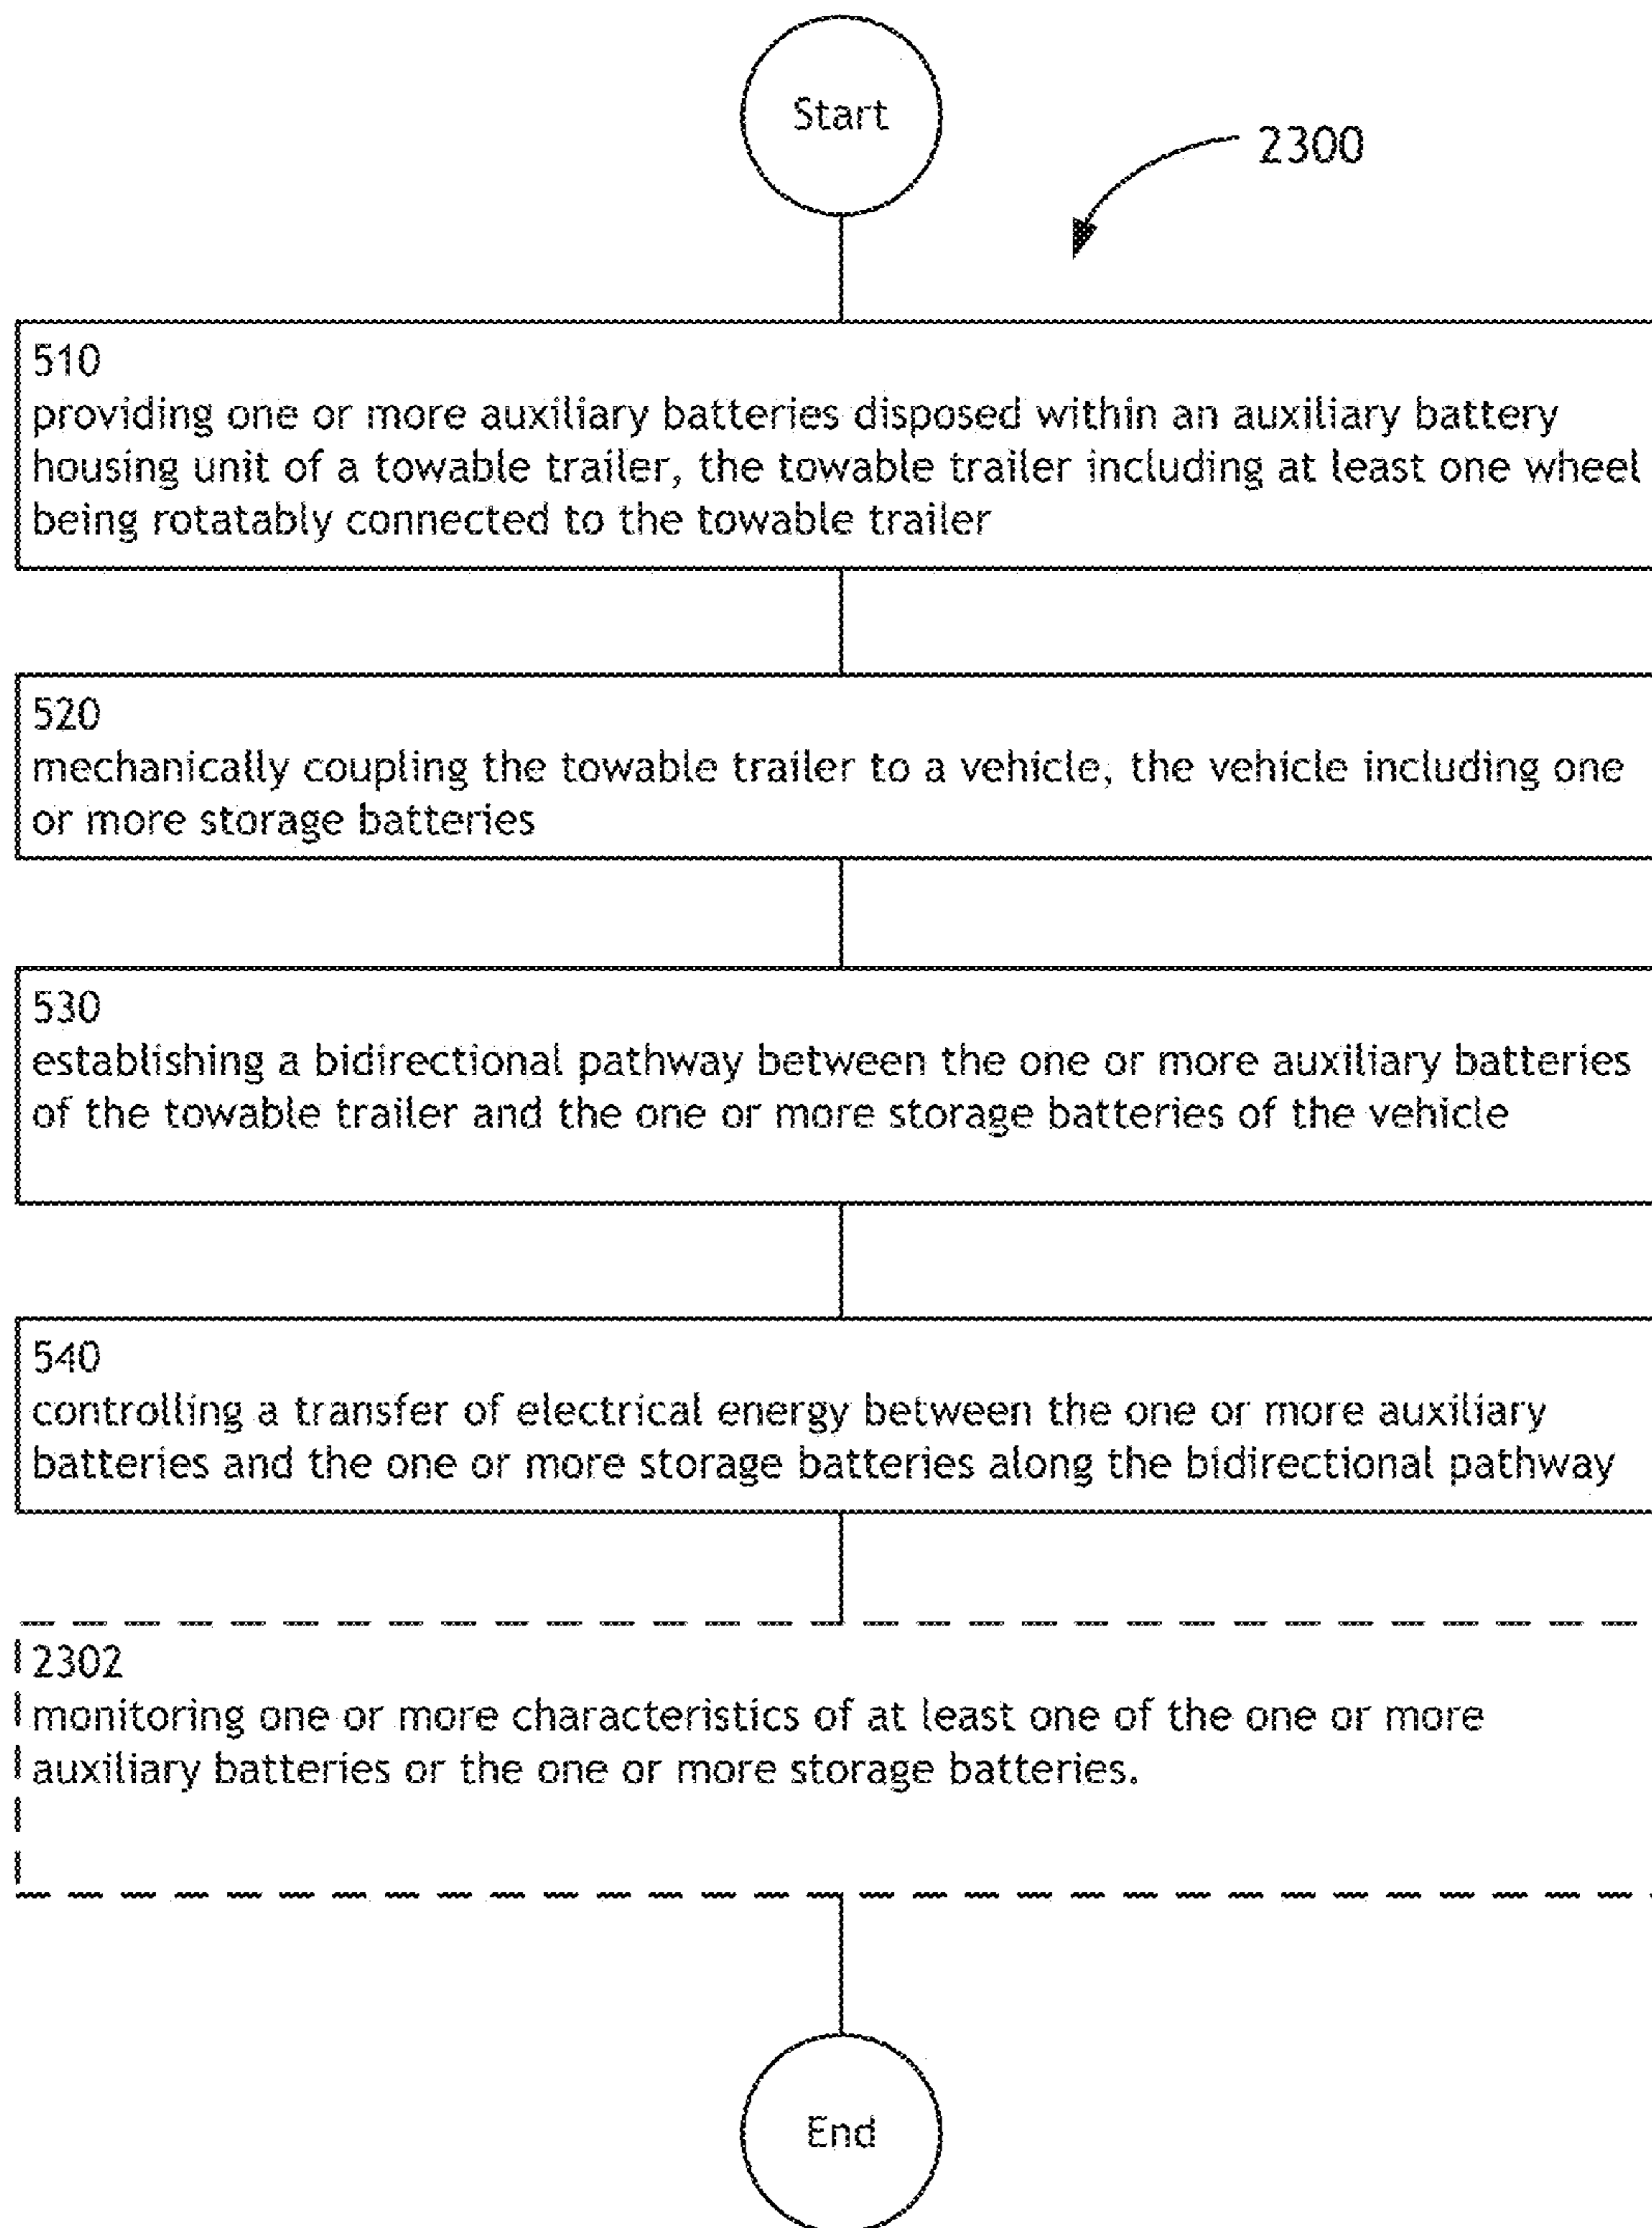 Start
2300
510
providing one or more auxiliary batteries disposed within an auxiliary battery
housing unit of a towable trailer, the towable trailer including at least one wheel
being rotatably connected to the towable trailer
520
mechanically coupling the towable trailer to a vehicle, the vehicle including one
or more storage batteries
530
establishing a bidirectional pathway between the one or more auxiliary batteries
of the towable trailer and the one or more storage batteries of the vehicle
540
controlling a transfer of electrical energy between the one or more auxiliary
batteries and the one or more storage batteries along the bidirectional pathway
2302
monitoring one or more characteristics of at least one of the one or more
auxiliary batteries or the one or more storage batteries.
End